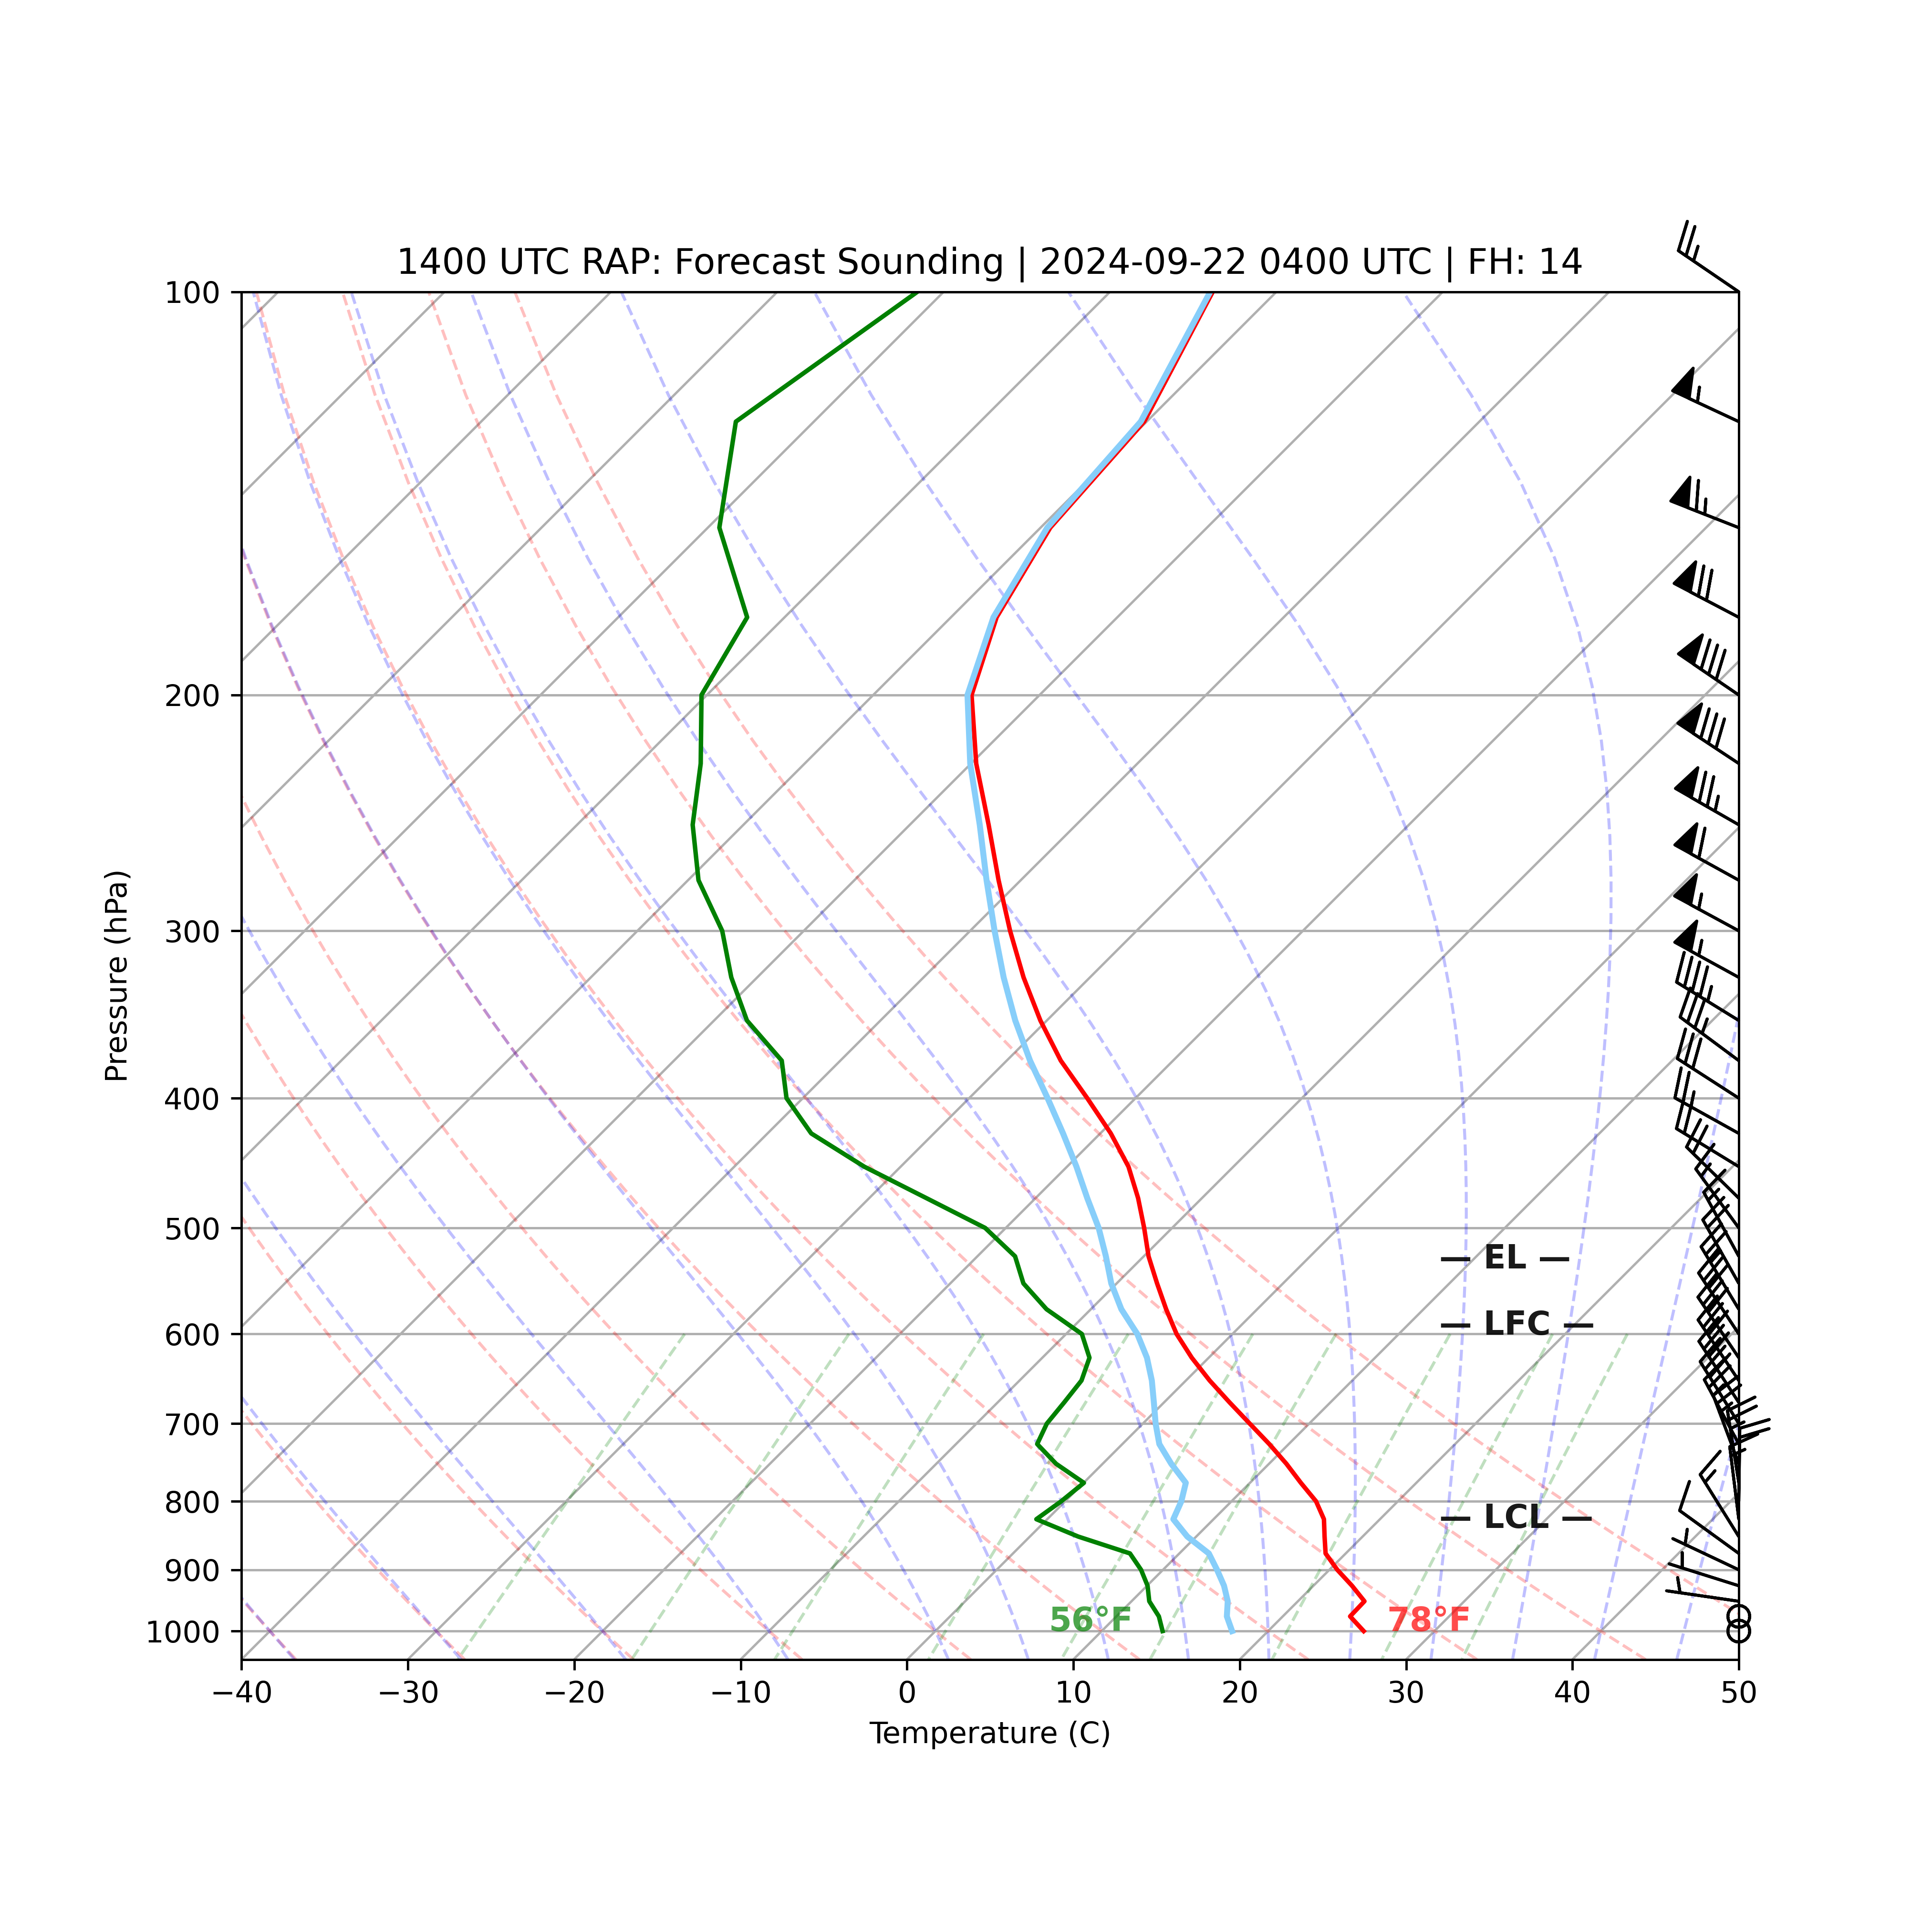 1400 UTC RAP: Forecast Sounding | 2024-09-22 0400 UTC | FH: 14
100
200
300
400
500
600
700
800
900
1000
Pressure (hPa)
— EL —
— LFC —
— LCL —
56°F
78°F
−40 −30 −20 −10 0 10 20 30 40 50
Temperature (C)